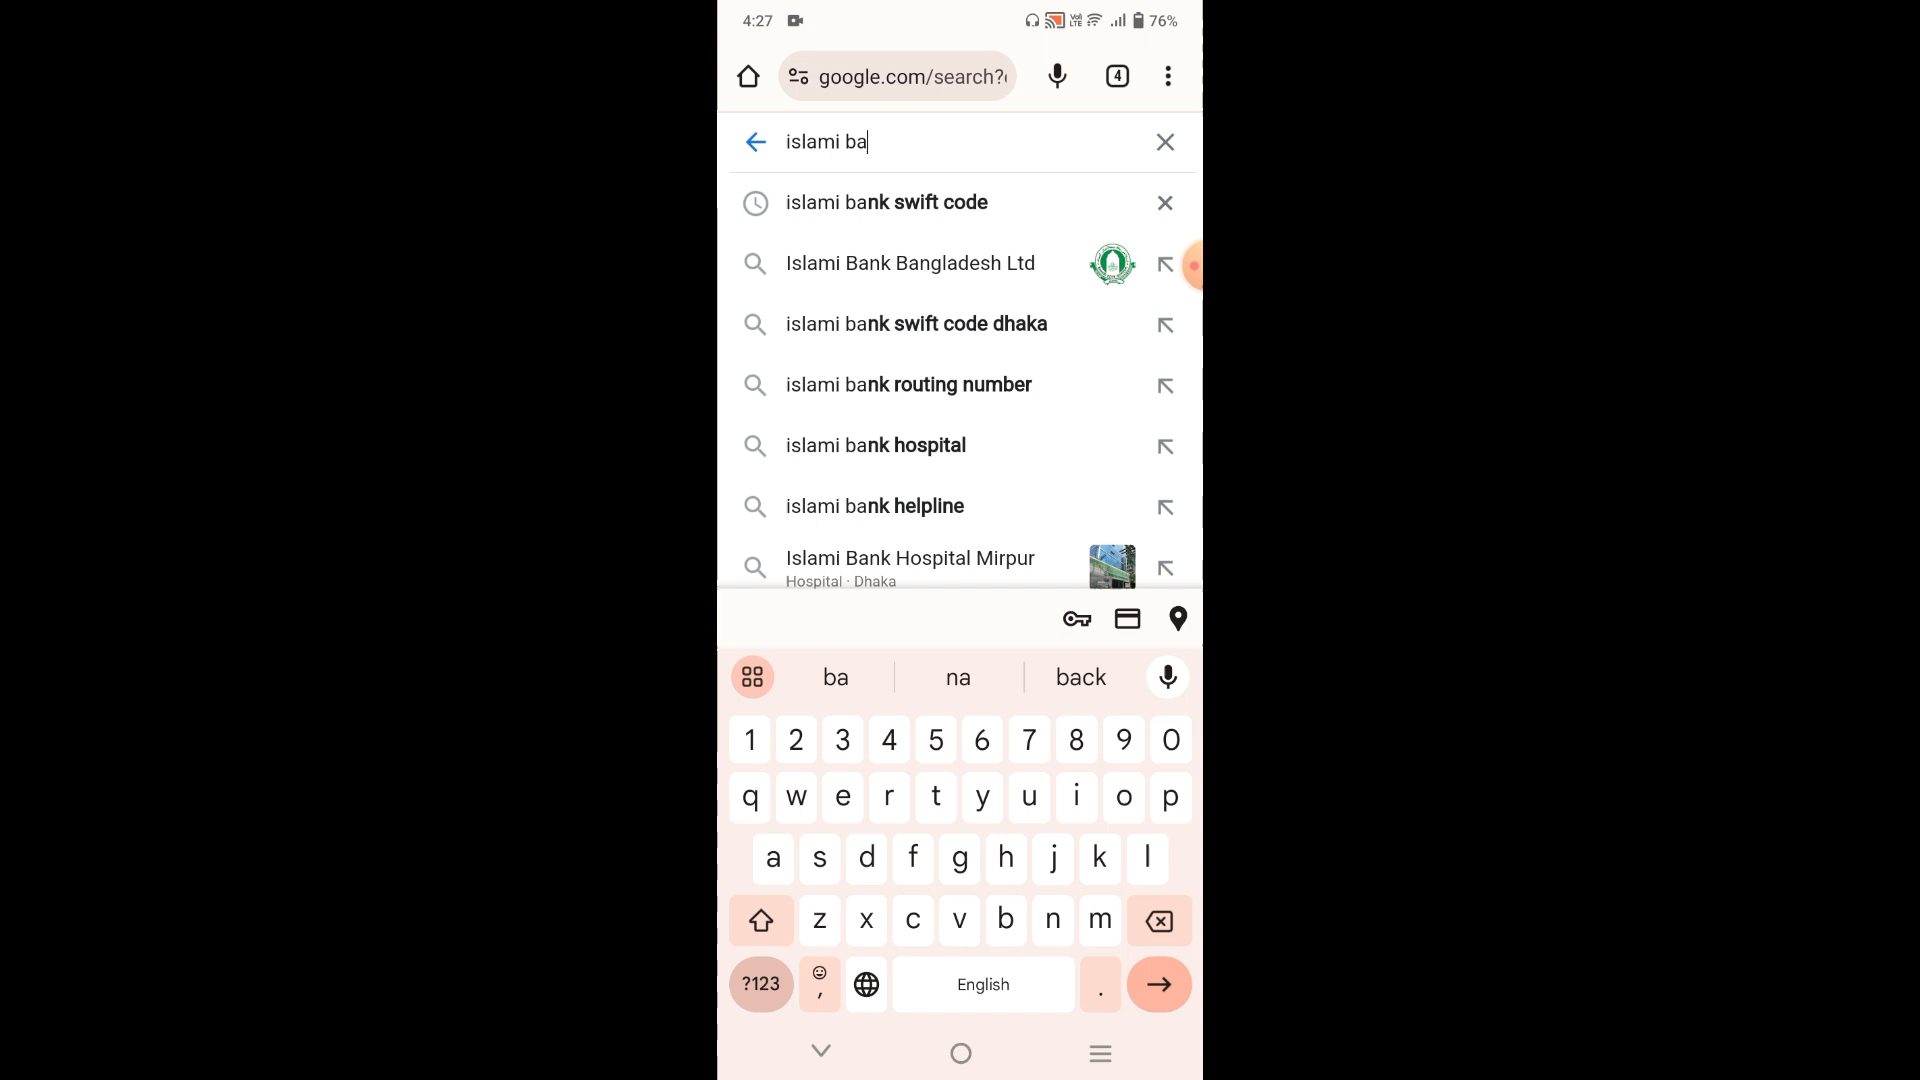 4:27 Vol LTE 76%
google.com/search? 4
islami ba
islami bank swift code
Islami Bank Bangladesh Ltd
islami bank swift code dhaka
islami bank routing number
islami bank hospital
islami bank helpline
Islami Bank Hospital Mirpur
Hospital · Dhaka
ba na back
1 2 3 4 5 6 7 8 9 0
q w e r t y u i o p
a s d f g h j k l
z x c v b n m
?123 , English .